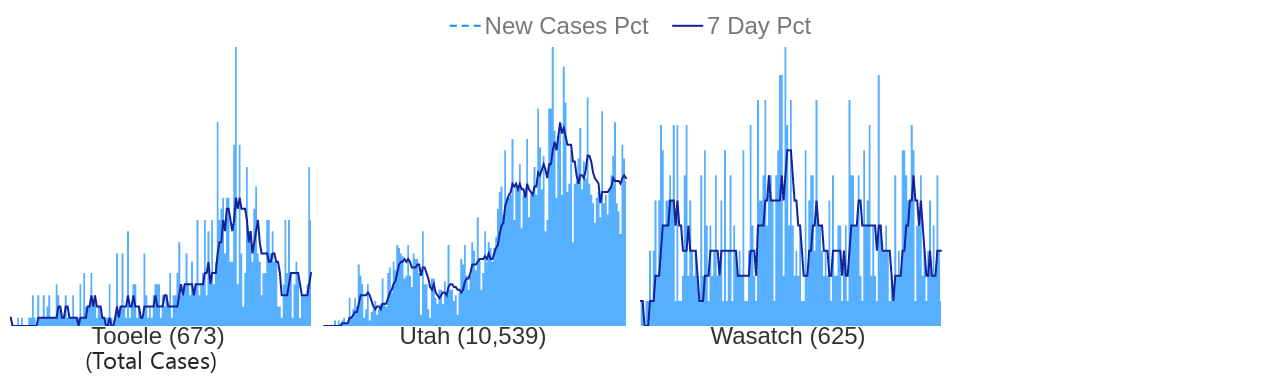 New Cases Pct 7 Day Pct
Tooele (673) Utah (10,539) Wasatch (625)
(Total Cases)